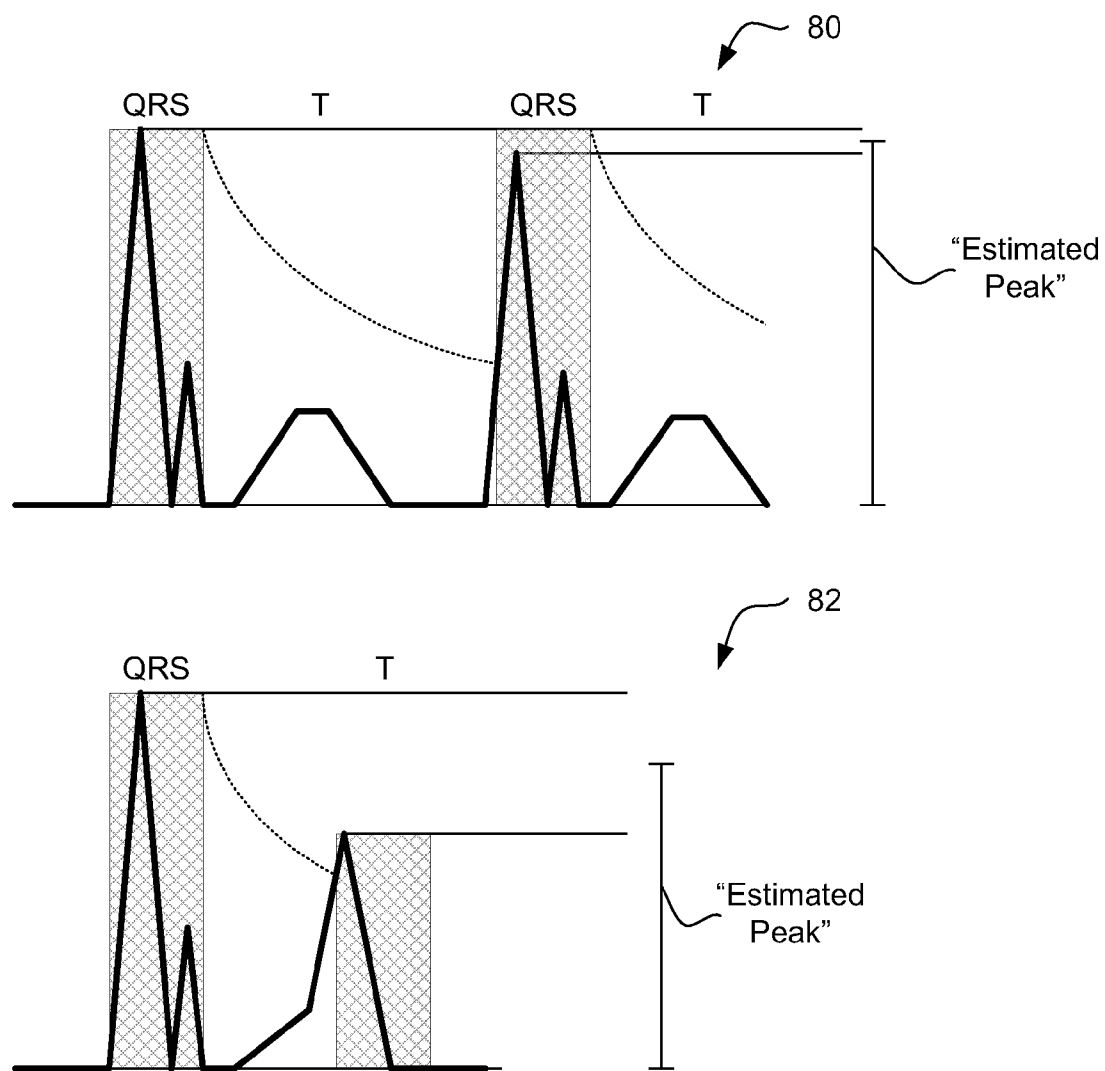 80
QRS T QRS T
“Estimated
Peak”
82
QRS T
“Estimated
Peak”